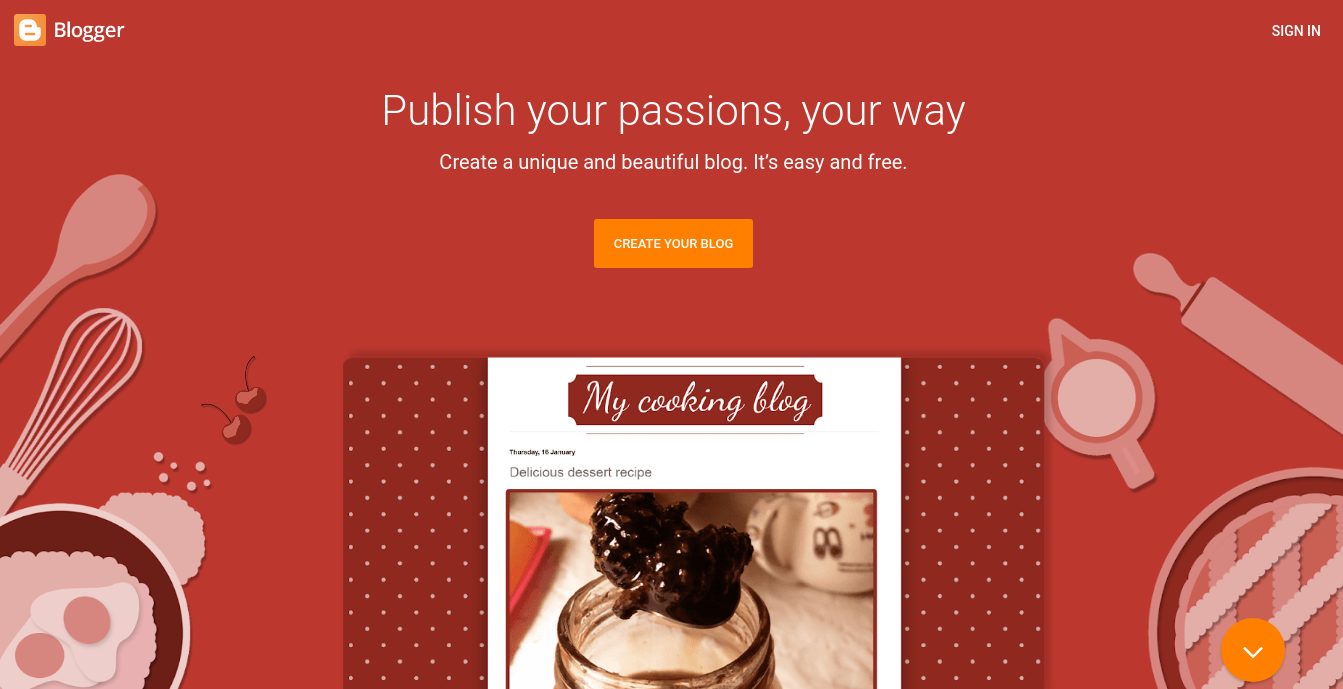 Blogger
SIGN IN
Publish your passions, your way
Create a unique and beautiful blog. It’s easy and free.
CREATE YOUR BLOG
My cooking blog
Thursday, 16 January
Delicious dessert recipe